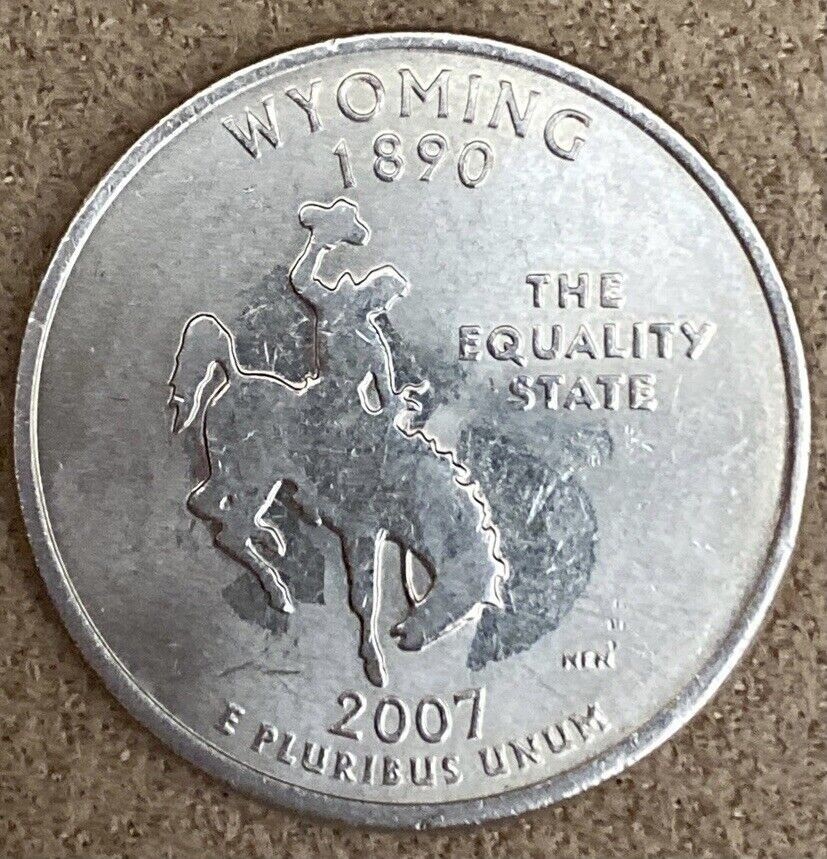 WYOMING
1890
THE
EQUALITY
STATE
2007
E PLURIBUS UNUM